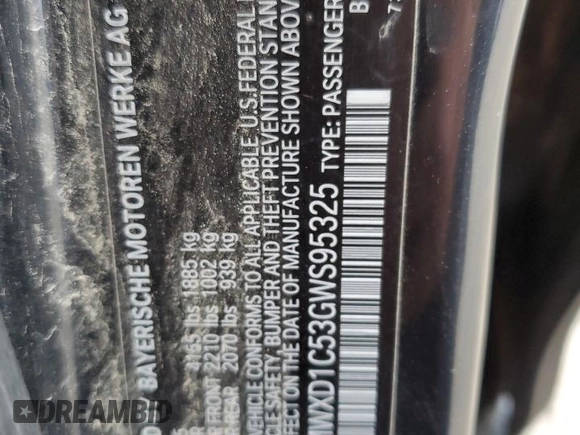 BAYERISCHE MOTOREN WERKE AG
lbs 1885 kg
FRONT 2210 lbs 1002 kg
REAR 2070 lbs 939 kg
VEHICLE CONFORMS TO ALL APPLICABLE U.S. FEDERAL
SAFETY, BUMPER AND THEFT PREVENTION STAN
EFFECT ON THE DATE OF MANUFACTURE SHOWN ABOVE
MXD1C53GWS95325 TYPE: PASSENGER
DREAMBID